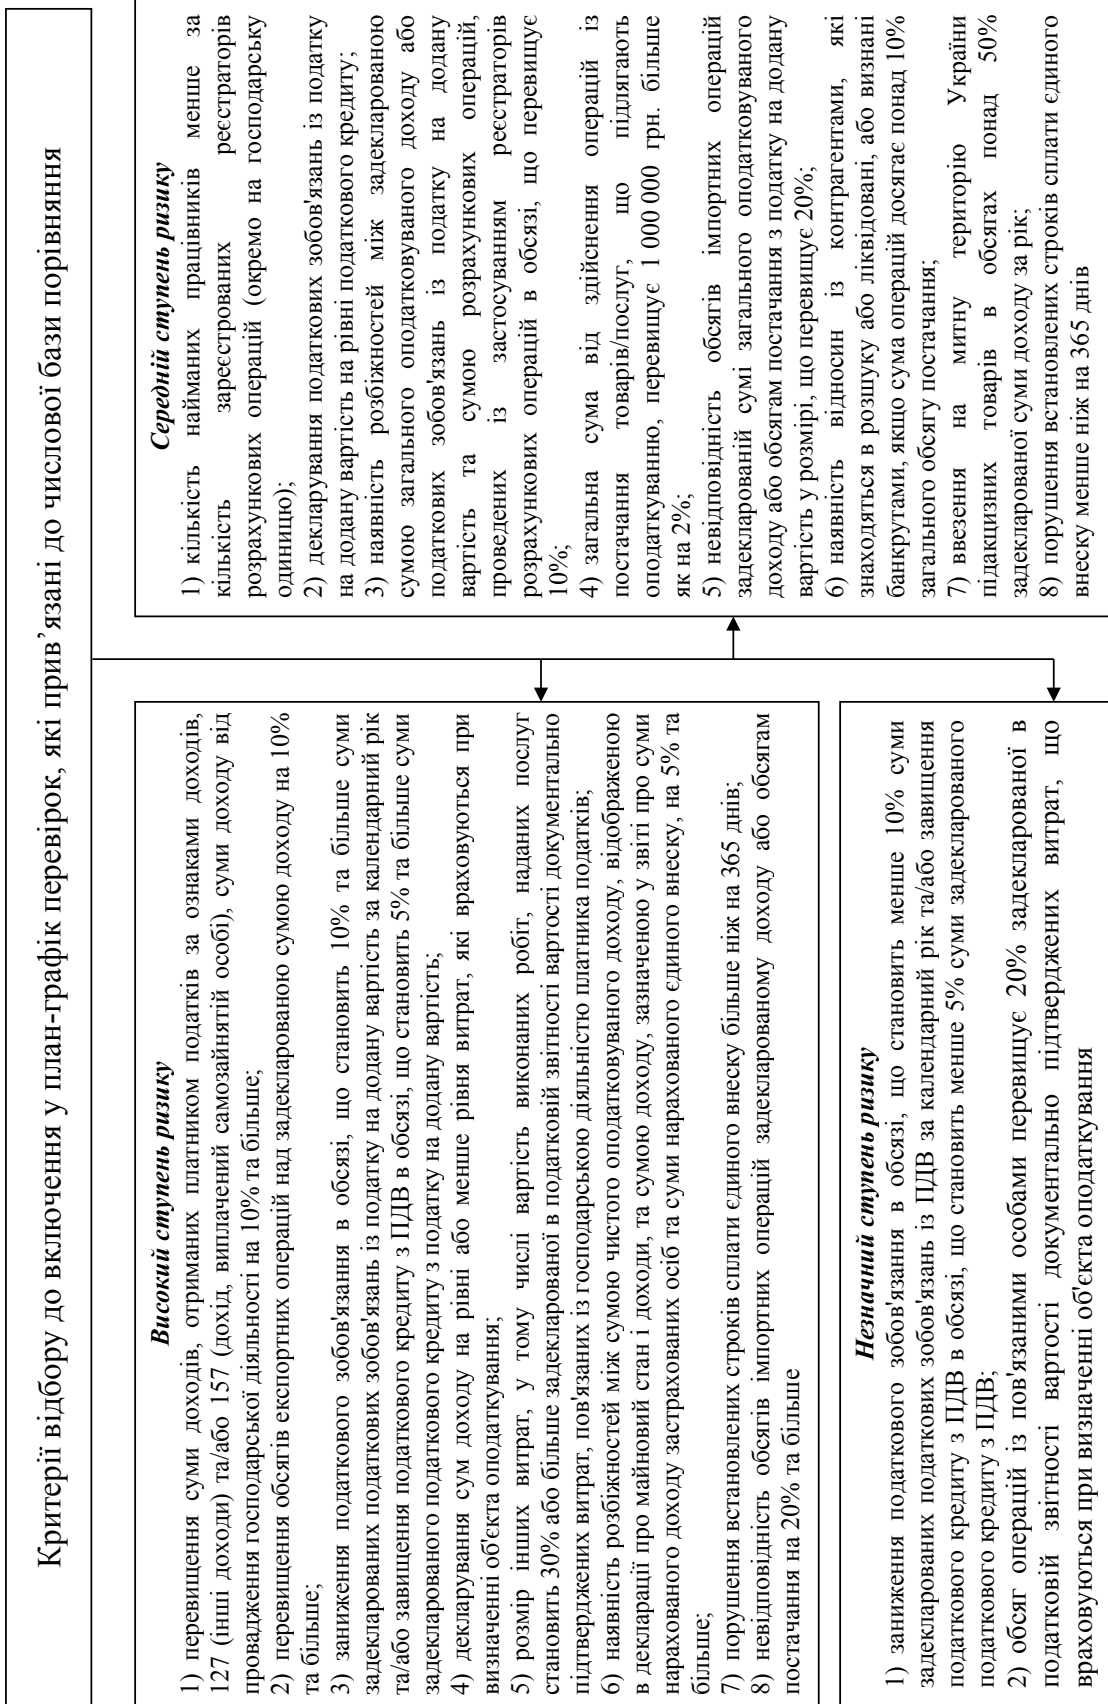 Критерії відбору до включення у план-графік перевірок, які прив’язані до числової бази порівняння
Високий ступен ризику
1) перевищення суми доходів, отриманих платником податків за ознаками доходів,
127 (інші доходи) та/або 157 (дохід, виплачений самозайнятій особі), суми доходу від
провадження господарської діяльності на 10% та більше;
2) перевищення обсягів експортних операцій над задекларованою сумою доходу на 10%
та більше;
3) заниження податкового зобов'язання в обсязі, що становить 10% та більше суми
задекларованих податкових зобов'язань із податку на додану вартість за календарний рік
та/або завищення податкового кредиту з ПДВ в обсязі, що становить 5% та більше суми
задекларованого податкового кредиту з податку на додану вартість;
4) декларування сум доходу на рівні або менше рівня витрат, які враховуються при
визначенні об'єкта оподаткування;
5) розмір інших витрат, у тому числі вартість виконаних робіт, наданих послуг
становить 30% або більше задекларованої в податковій звітності вартості документально
підтверджених витрат, пов'язаних із господарською діяльністю платника податків;
6) наявність розбіжностей між сумою чистого оподатковуваного доходу, відображеною
в декларації про майновий стан і доходи, та сумою доходу, зазначеною у звіті про суми
нарахованого доходу застрахованих осіб та суми нарахованого єдиного внеску, на 5% та
більше;
7) порушення встановлених строків сплати єдиного внеску більше ніж на 365 днів;
8) невідповідність обсягів імпортних операцій задекларованому доходу або обсягам
постачання на 20% та більше
Середній ступень ризику
1) кількість найманих працівників менше за
кількість зареєстрованих реєстраторів
розрахункових операцій (окремо на господарську
одиницю);
2) декларування податкових зобов'язань із податку
на додану вартість на рівні податкового кредиту;
3) наявність розбіжностей між задекларованою
сумою загального оподатковуваного доходу або
податкових зобов'язань із податку на додану
вартість та сумою розрахункових операцій,
проведених із застосуванням реєстраторів
розрахункових операцій в обсязі, що перевищує
10%;
4) загальна сума від здійснення операцій із
постачання товарів/послуг, що підлягають
оподаткуванню, перевищує 1 000 000 грн. більше
як на 2%;
5) невідповідність обсягів імпортних операцій
задекларованій сумі загального оподатковуваного
доходу або обсягам постачання з податку на додану
вартість у розмірі, що перевищує 20%;
6) наявність відносин із контрагентами, які
знаходяться в розшуку або ліквідовані, або визнані
банкрутами, якщо сума операцій досягає понад 10%
загального обсягу постачання;
7) ввезення на митну територію України
підакцизних товарів в обсягах понад 50%
задекларованої суми доходу за рік;
8) порушення встановлених строків сплати єдиного
внеску менше ніж на 365 днів
Незначний ступен ризику
1) заниження податкового зобов'язання в обсязі, що становить менше 10% суми
задекларованих податкових зобов'язань із ПДВ за календарний рік та/або завищення
податкового кредиту з ПДВ в обсязі, що становить менше 5% суми задекларованого
податкового кредиту з ПДВ;
2) обсяг операцій із пов'язаними особами перевищує 20% задекларованої в
податковій звітності вартості документально підтверджених витрат, що
враховуються при визначенні об'єкта оподаткування